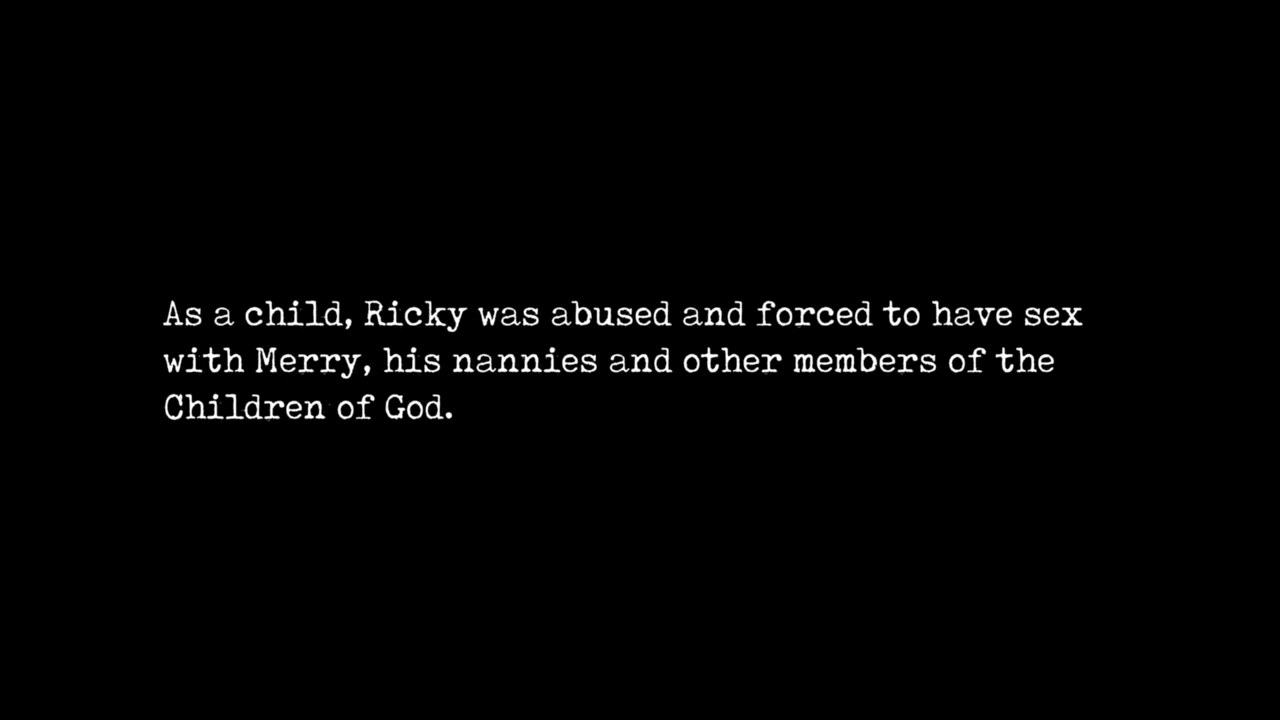 As a child, Ricky was abused and forced to have sex
with Merry, his nannies and other members of the
Children of God.